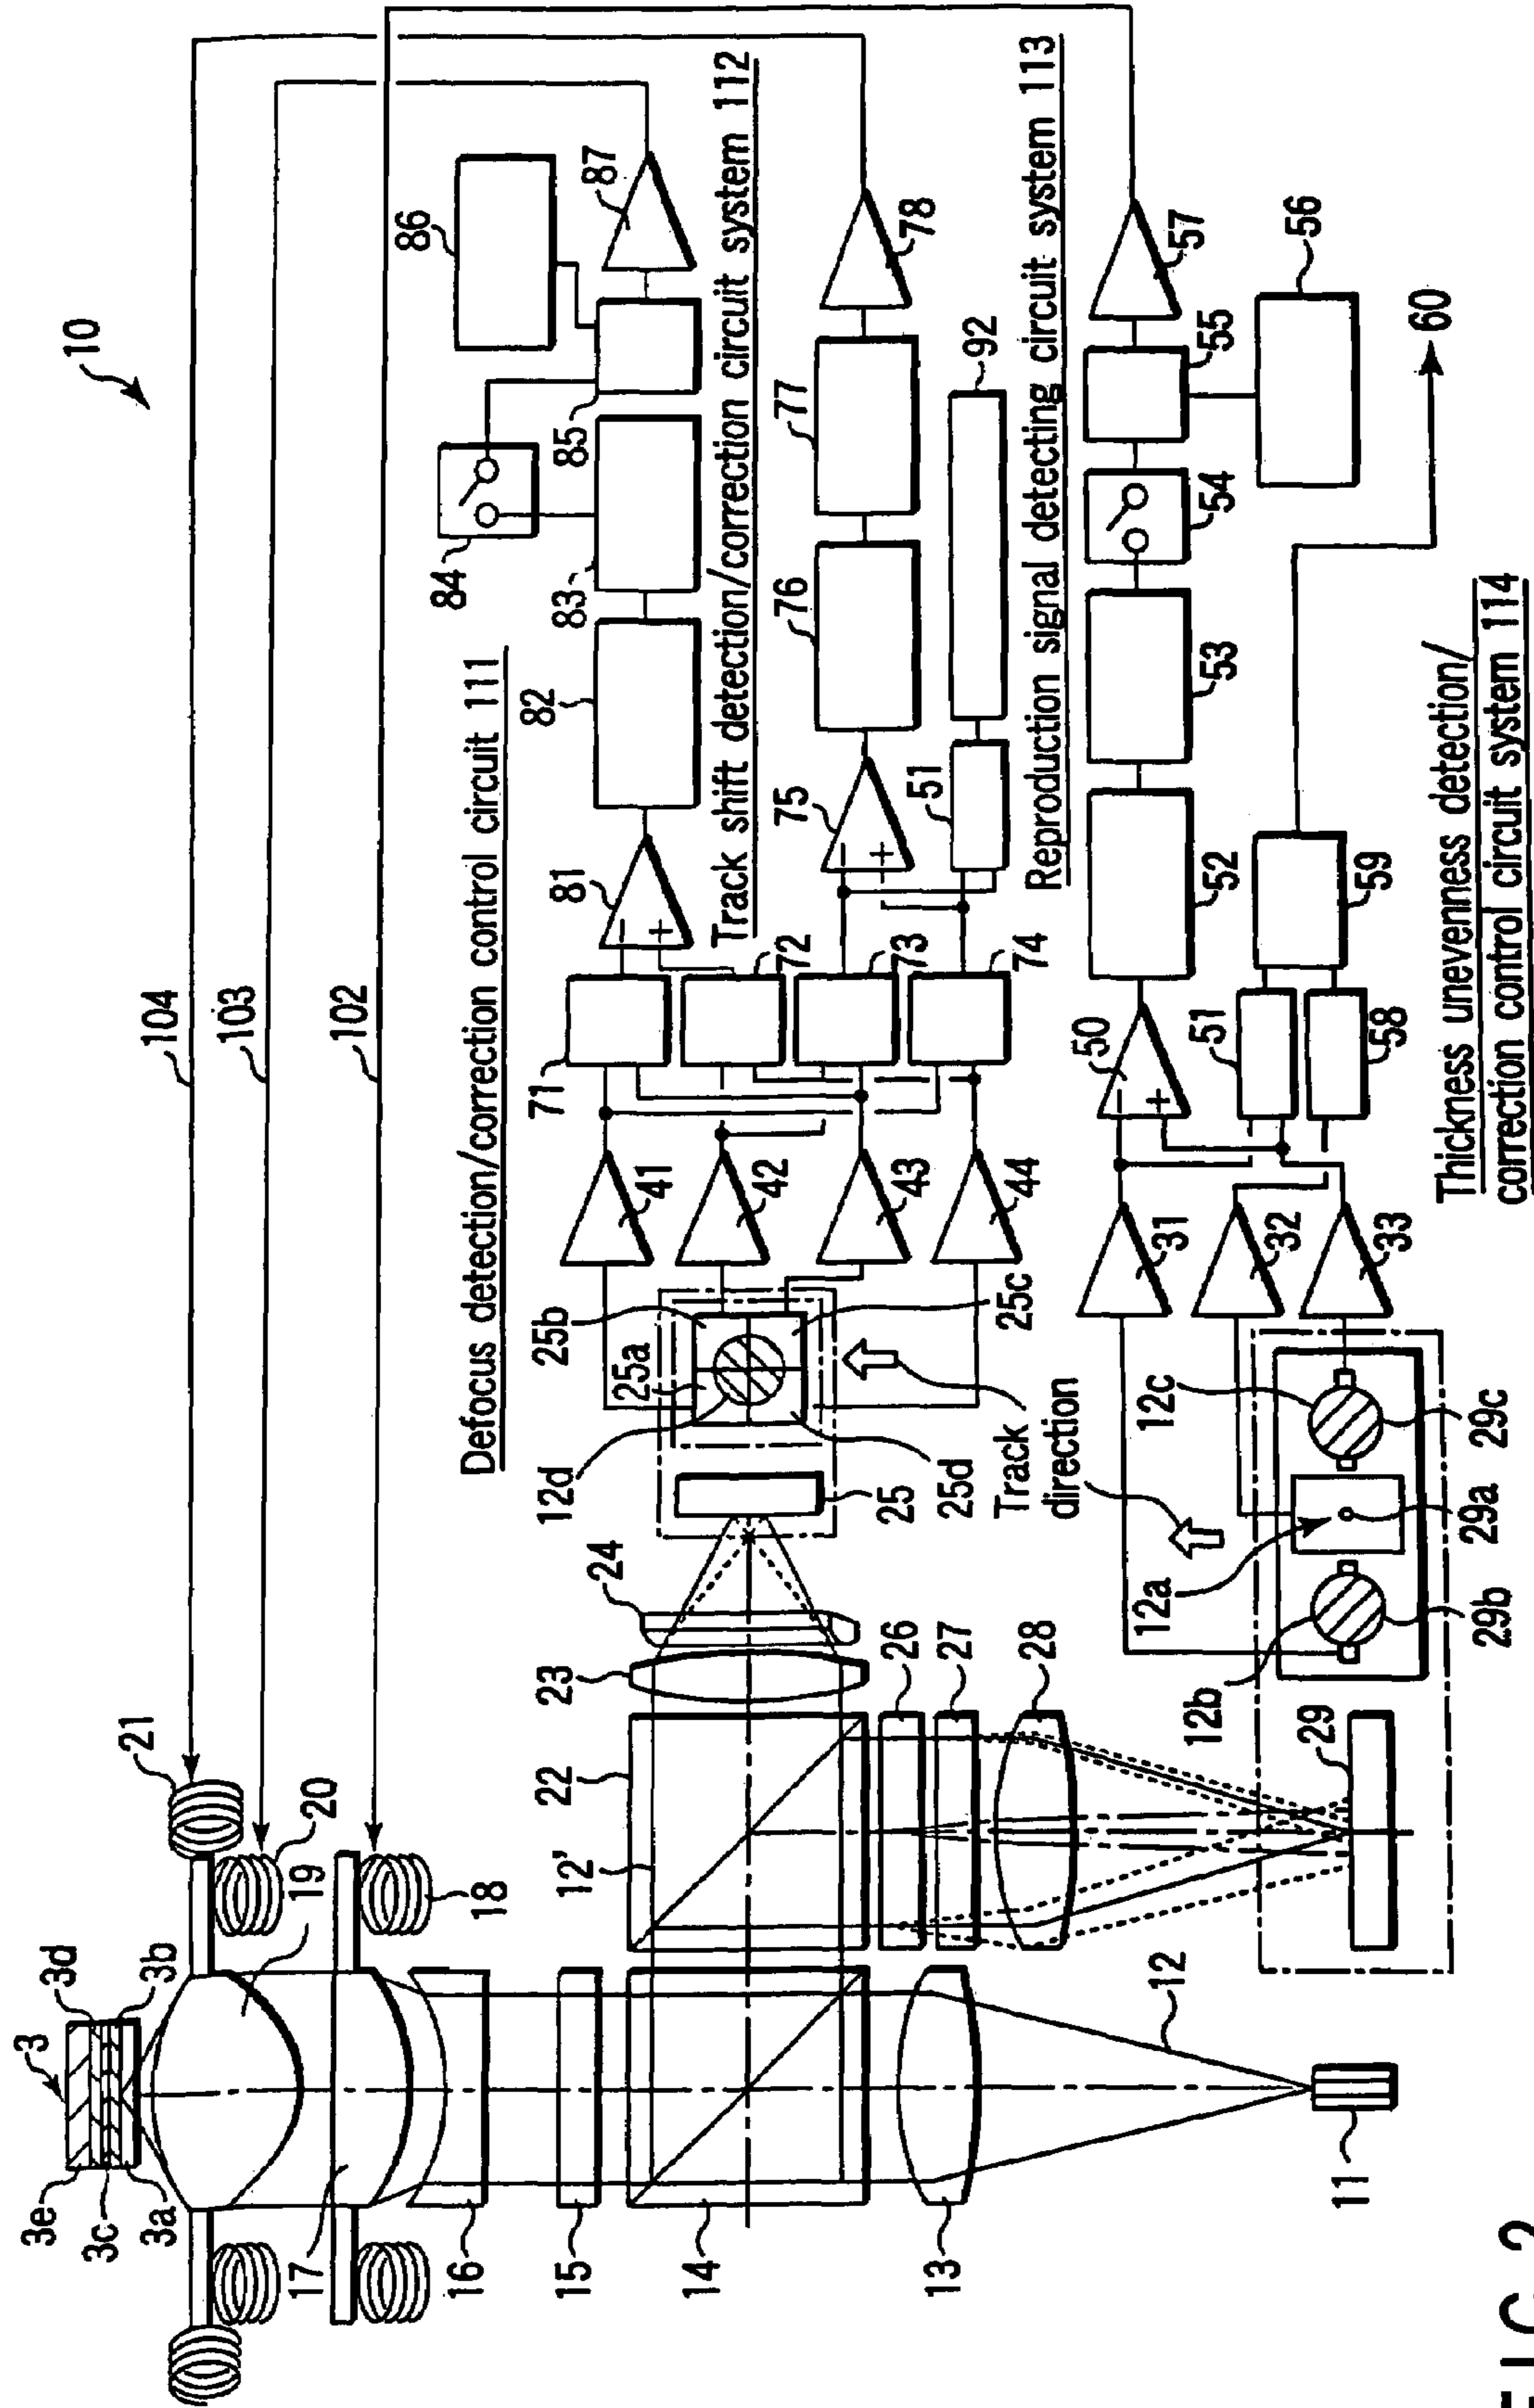 10
104
103
102
86
87
84
85
83
82
81
Defocus detection/correction control circuit 111
Track shift detection/correction circuit system 112
78
77
76
75
92
51
Reproduction signal detecting circuit system 113
71
72
73
74
41
42
43
44
57
56
55
54
53
52
50
51
58
59
60
Thickness unevenness detection/
correction control circuit system 114
31
32
33
3
3d
3b
3e
3c
3a
21
20
19
18
17
16
15
14
13
12
11
12'
22
23
24
25
25a
25b
25c
25d
12d
Track
direction
26
27
28
29
12a
12b
12c
29a
29b
29c